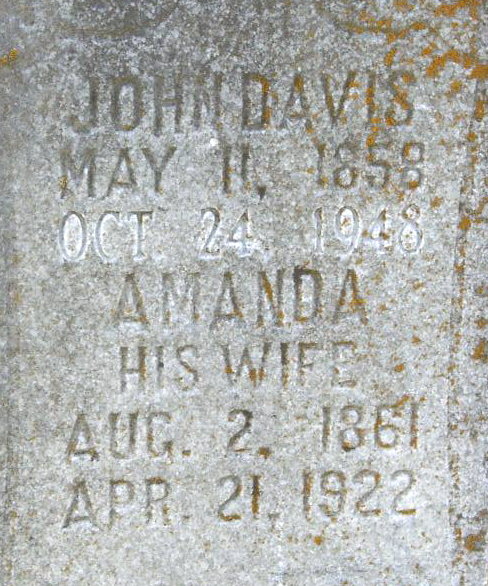 JOHN DAVIS
MAY 11, 1858
OCT. 24, 1948
AMANDA
HIS WIFE
AUG. 2, 1861
APR. 21, 1922